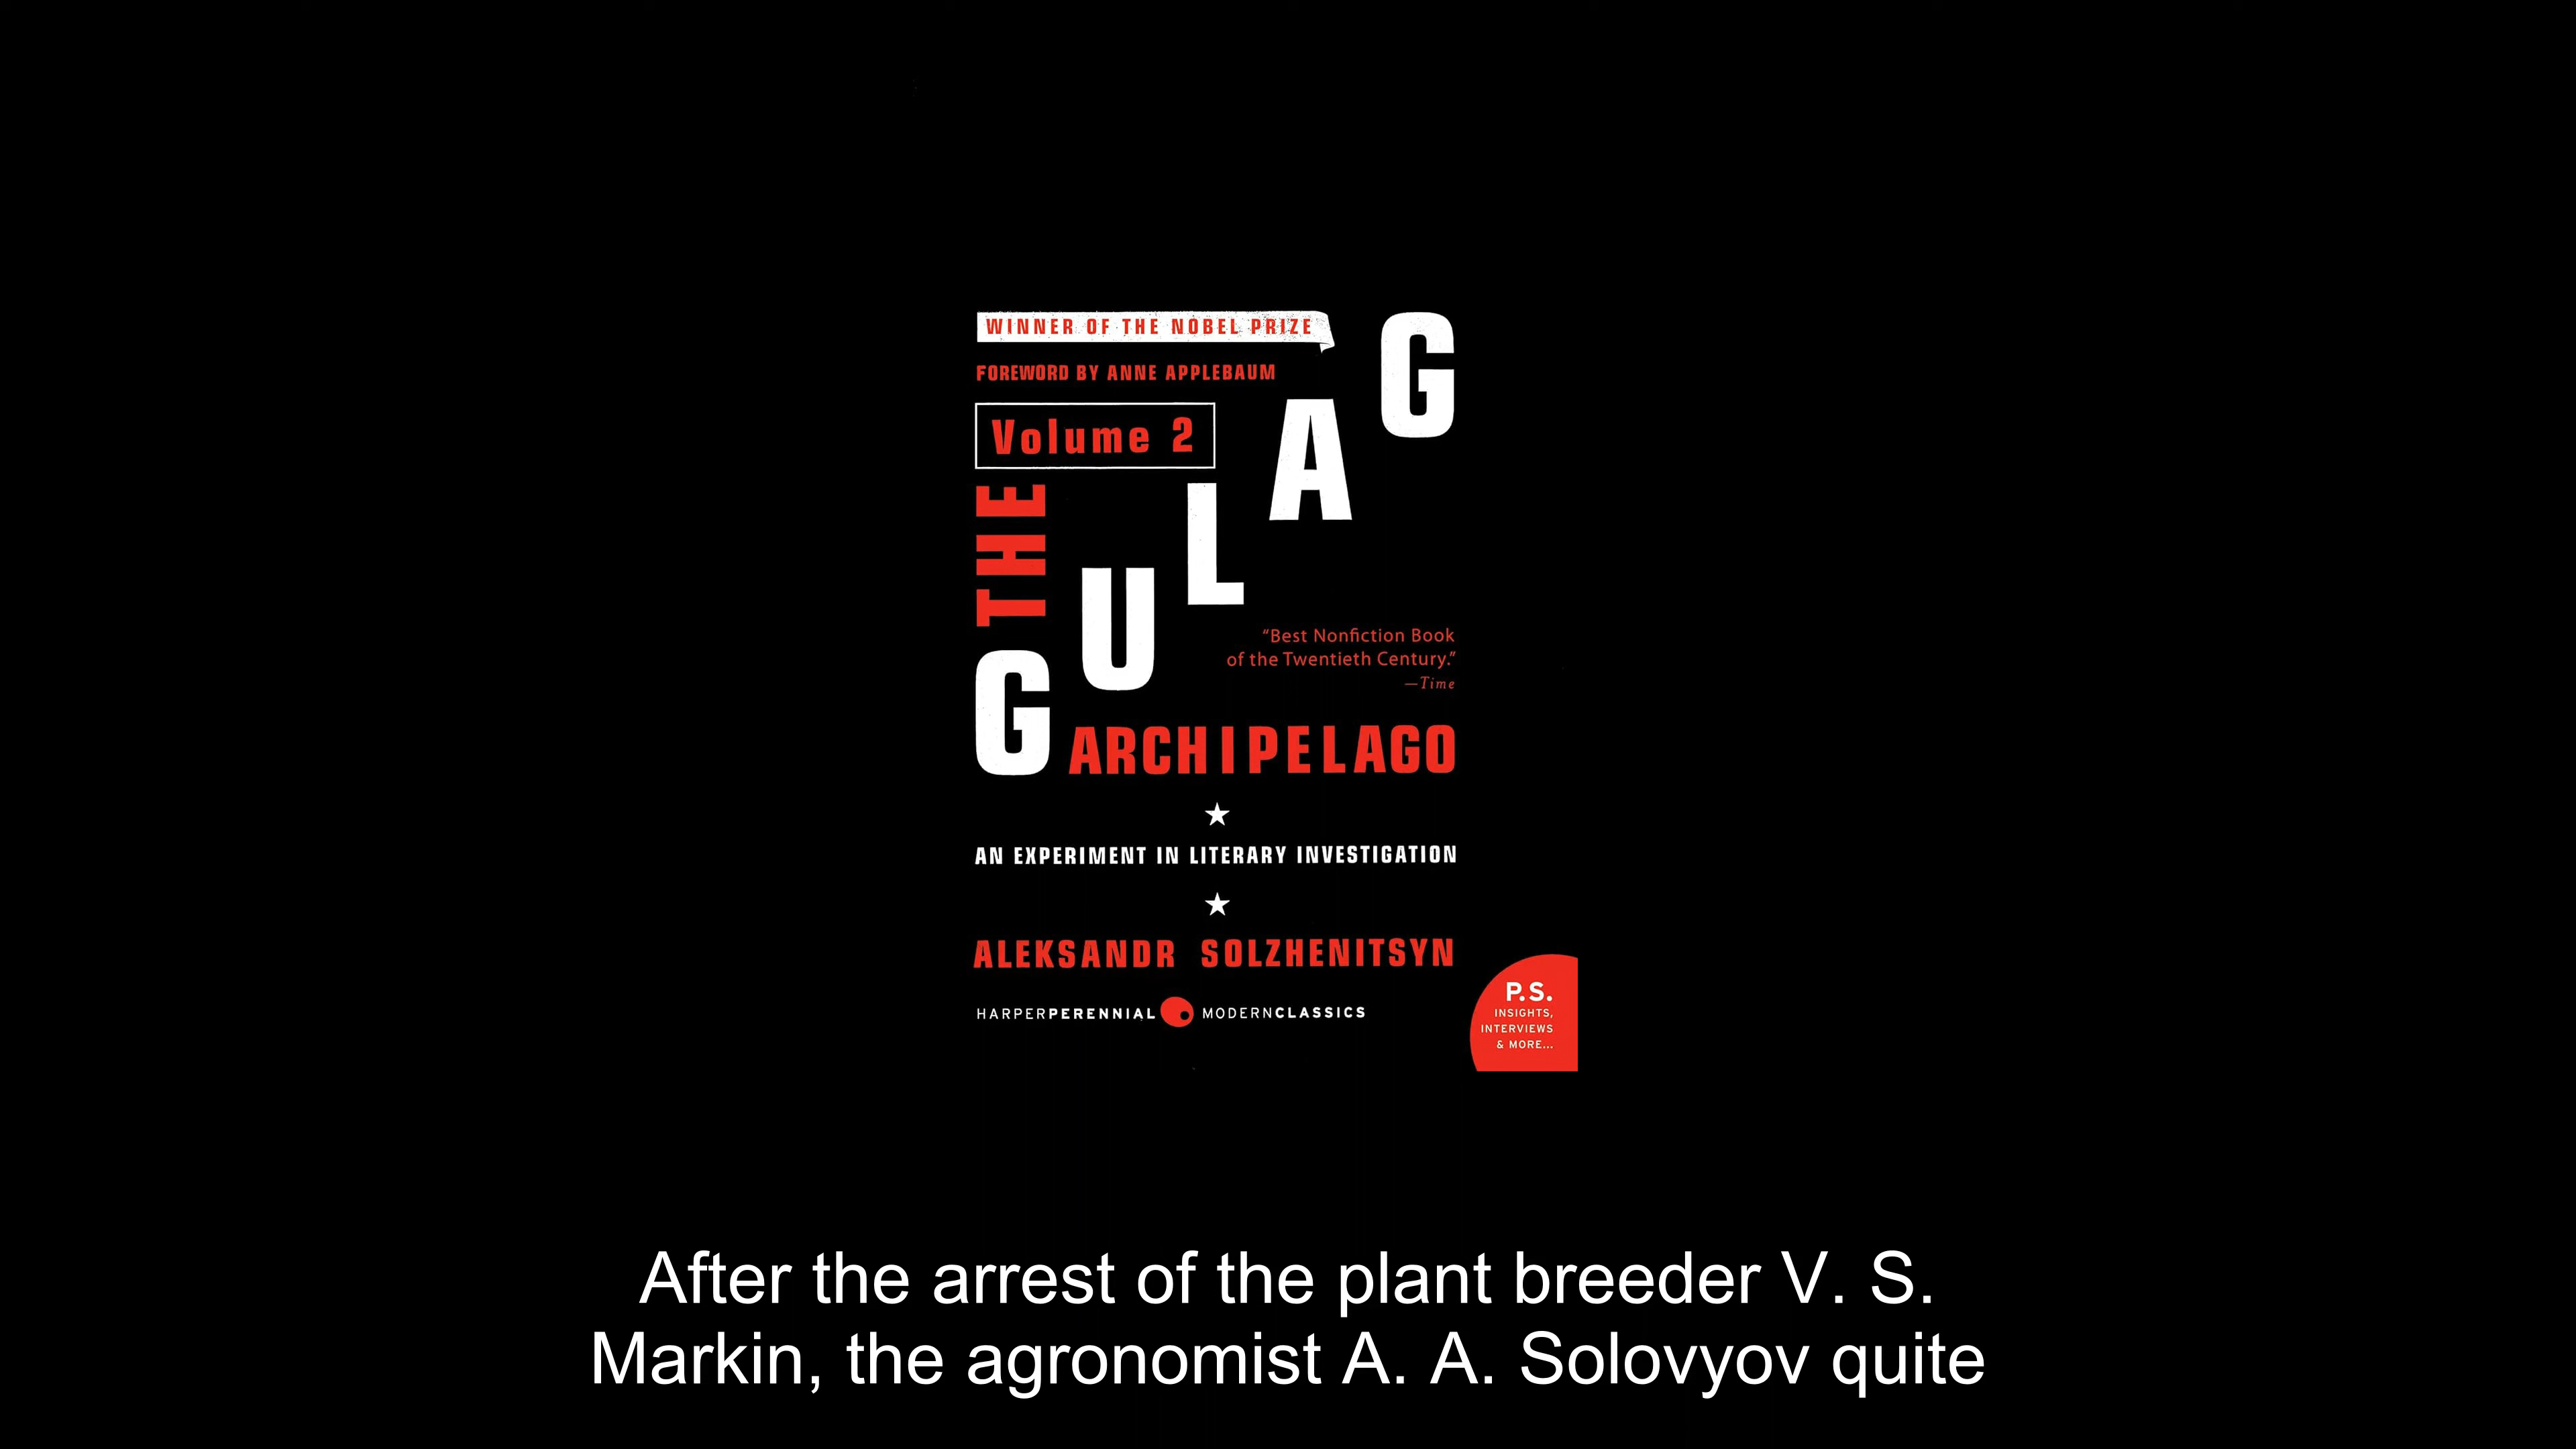 WINNER OF THE NOBEL PRIZE
FOREWORD BY ANNE APPLEBAUM
Volume 2
THE
GULAG
ARCHIPELAGO
“Best Nonfiction Book
of the Twentieth Century.”
—Time
AN EXPERIMENT IN LITERARY INVESTIGATION
ALEKSANDR SOLZHENITSYN
HARPERPERENNIAL MODERNCLASSICS
P.S.
INSIGHTS,
INTERVIEWS
& MORE...
After the arrest of the plant breeder V. S.
Markin, the agronomist A. A. Solovyov quite